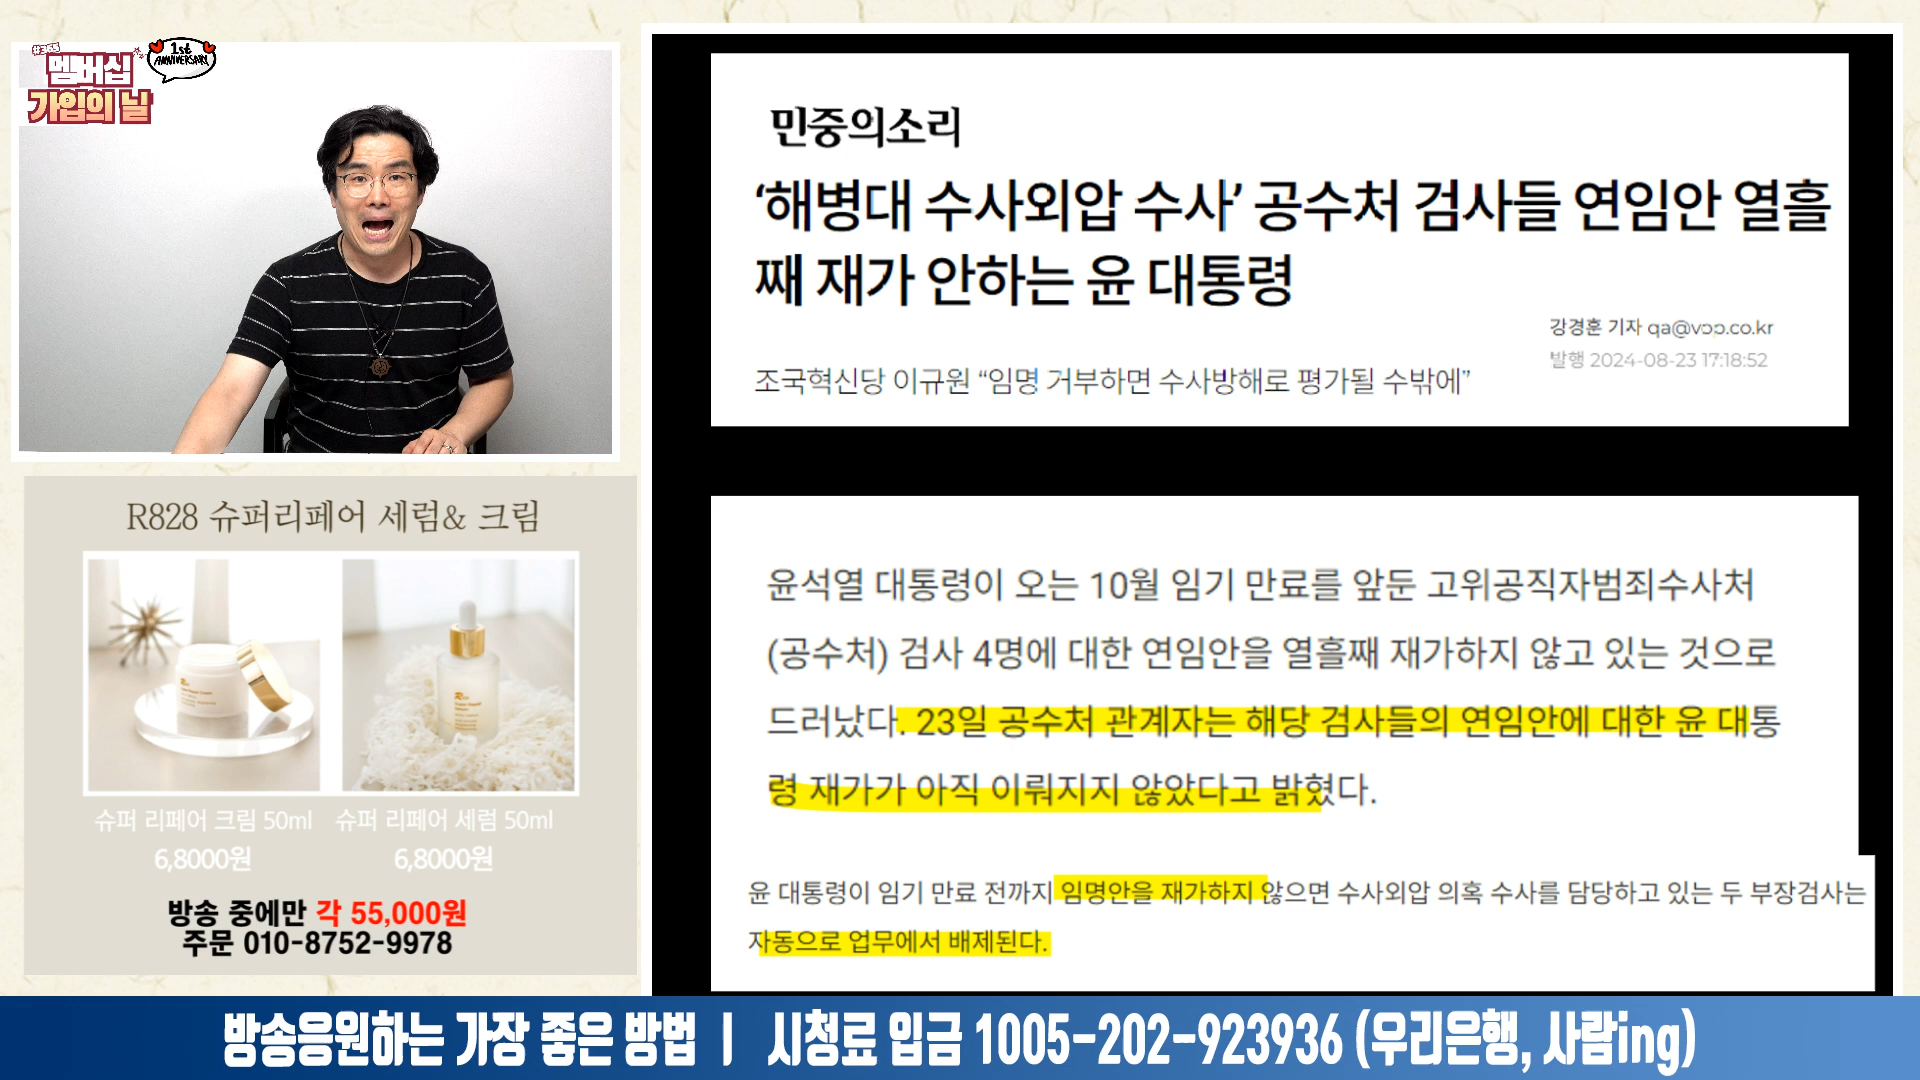 #365
멤버십
가입의 날
1st
ANNIVERSARY
R828 슈퍼리페어 세럼& 크림
슈퍼 리페어 크림 50ml
6,8000원
슈퍼 리페어 세럼 50ml
6,8000원
방송 중에만 각 55,000원
주문 010-8752-9978
민중의소리
‘해병대 수사외압 수사’ 공수처 검사들 연임안 열흘
째 재가 안하는 윤 대통령
강경훈 기자 qa@vop.co.kr
발행 2024-08-23 17:18:52
조국혁신당 이규원 “임명 거부하면 수사방해로 평가될 수밖에”
윤석열 대통령이 오는 10월 임기 만료를 앞둔 고위공직자범죄수사처
(공수처) 검사 4명에 대한 연임안을 열흘째 재가하지 않고 있는 것으로
드러났다. 23일 공수처 관계자는 해당 검사들의 연임안에 대한 윤 대통
령 재가가 아직 이뤄지지 않았다고 밝혔다.
윤 대통령이 임기 만료 전까지 임명안을 재가하지 않으면 수사외압 의혹 수사를 담당하고 있는 두 부장검사는
자동으로 업무에서 배제된다.
방송응원하는 가장 좋은 방법 ㅣ 시청료 입금 1005-202-923936 (우리은행, 사람ing)